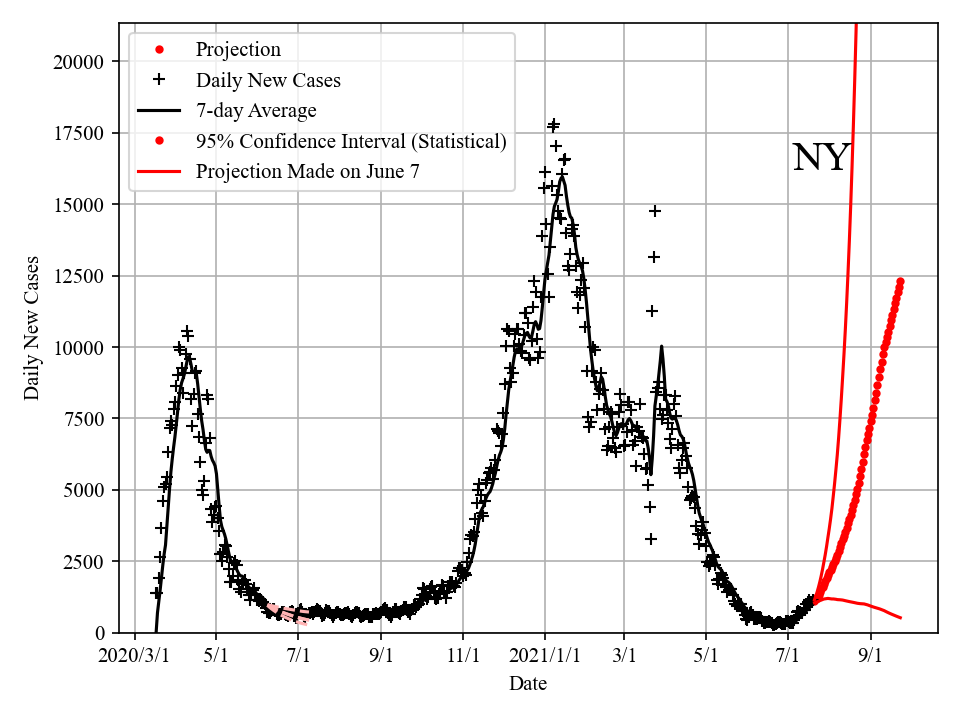 Projection
Daily New Cases
7-day Average
95% Confidence Interval (Statistical)
Projection Made on June 7
NY
20000
17500
15000
12500
10000
7500
5000
2500
0
Daily New Cases
2020/3/1 5/1 7/1 9/1 11/1 2021/1/1 3/1 5/1 7/1 9/1
Date